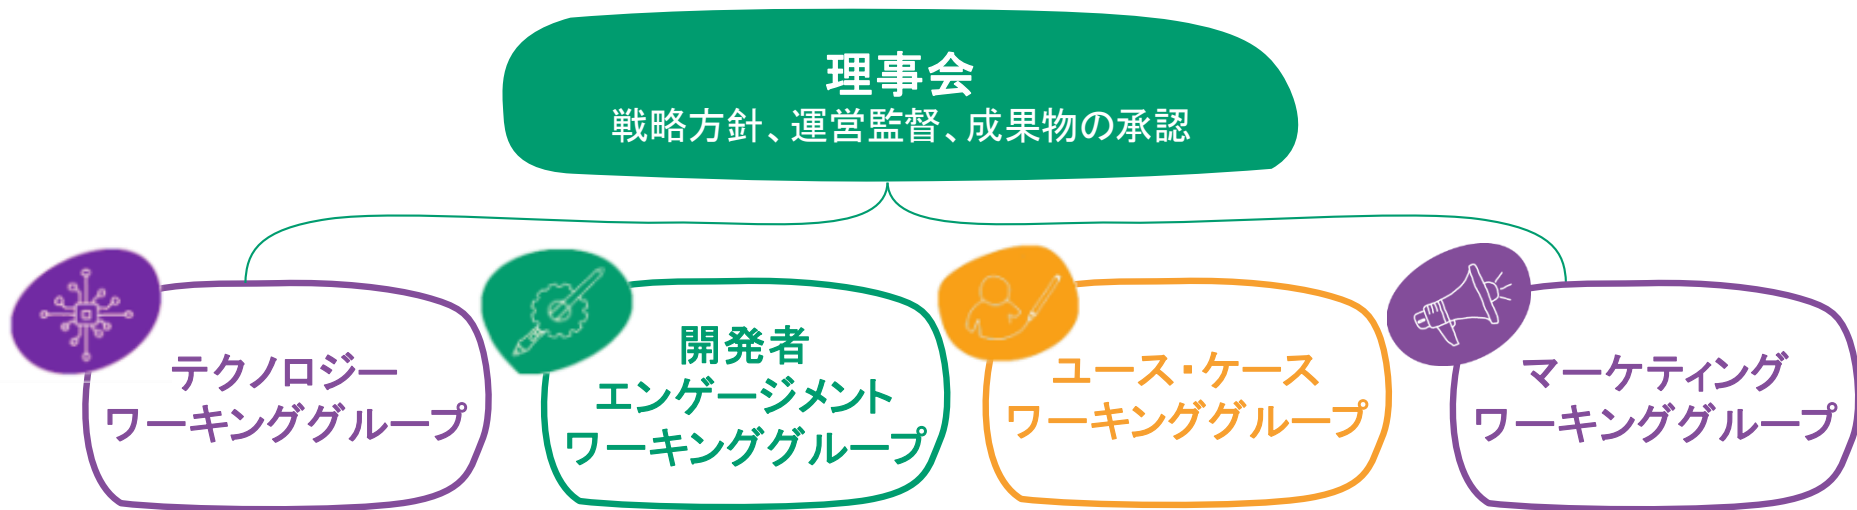 理事会
戦略方針、運営監督、成果物の承認
テクノロジー
ワーキンググループ
開発者
エンゲージメント
ワーキンググループ
ユース・ケース
ワーキンググループ
マーケティング
ワーキンググループ